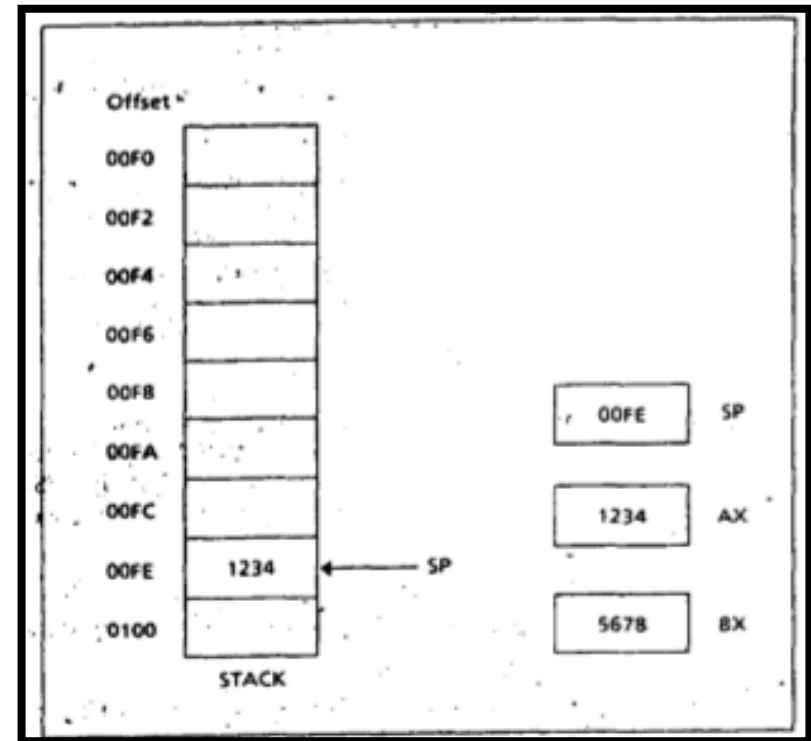 Offset
00F0
00F2
00F4
00F6
00F8
00FA
00FC
00FE 1234 SP
0100
STACK
00FE SP
1234 AX
5678 BX